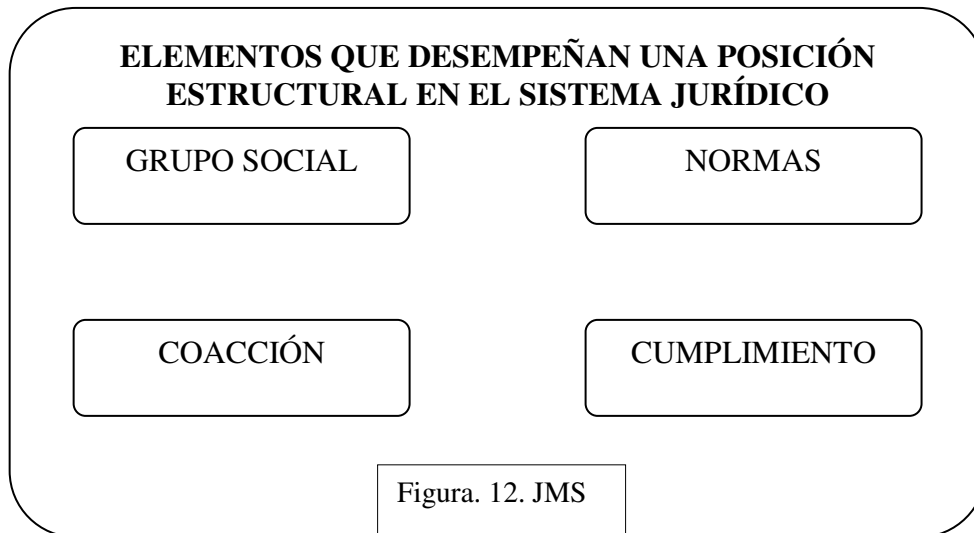 ELEMENTOS QUE DESEMPEÑAN UNA POSICIÓN
ESTRUCTURAL EN EL SISTEMA JURÍDICO
GRUPO SOCIAL
NORMAS
COACCIÓN
CUMPLIMIENTO
Figura. 12. JMS